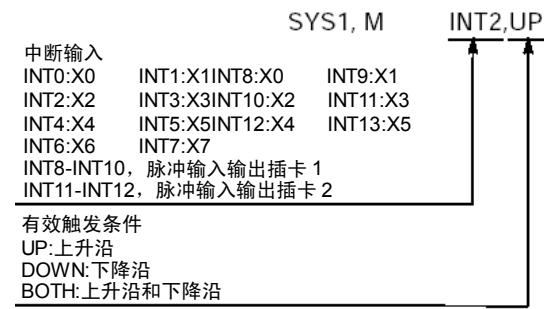 SYS1, M INT2,UP
中断输入
INT0:X0 INT1:X1INT8:X0 INT9:X1
INT2:X2 INT3:X3INT10:X2 INT11:X3
INT4:X4 INT5:X5INT12:X4 INT13:X5
INT6:X6 INT7:X7
INT8-INT10，脉冲输入输出插卡 1
INT11-INT12，脉冲输入输出插卡 2
有效触发条件
UP:上升沿
DOWN:下降沿
BOTH:上升沿和下降沿